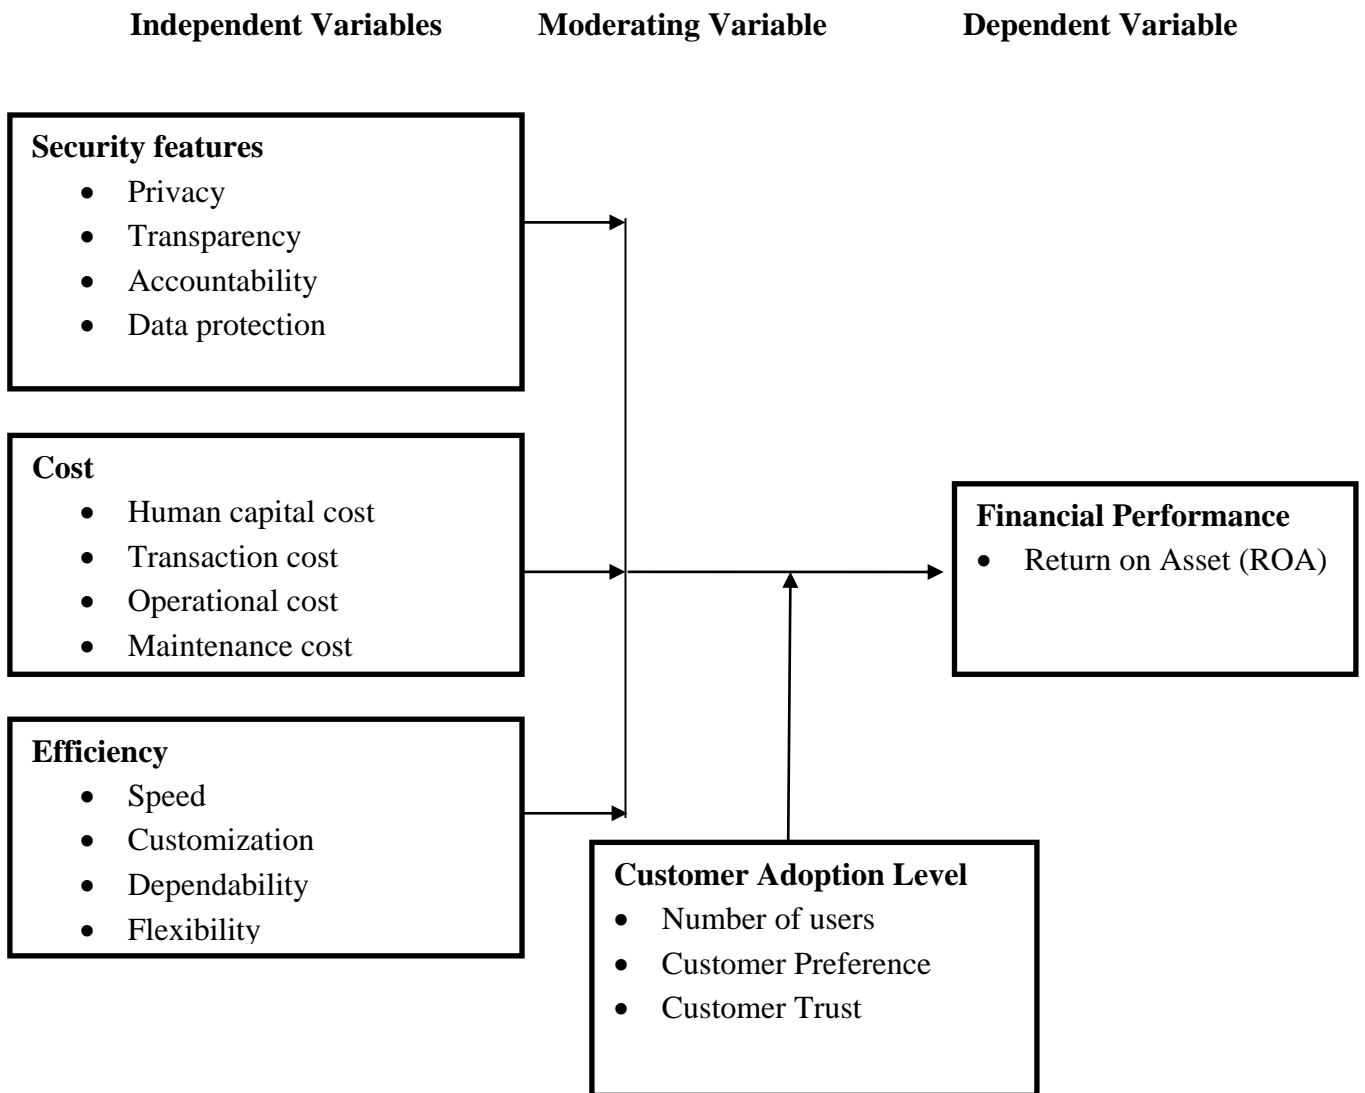 Independent Variables
Moderating Variable
Dependent Variable
Security features
• Privacy
• Transparency
• Accountability
• Data protection
Cost
• Human capital cost
• Transaction cost
• Operational cost
• Maintenance cost
Financial Performance
• Return on Asset (ROA)
Efficiency
• Speed
• Customization
• Dependability
• Flexibility
Customer Adoption Level
• Number of users
• Customer Preference
• Customer Trust